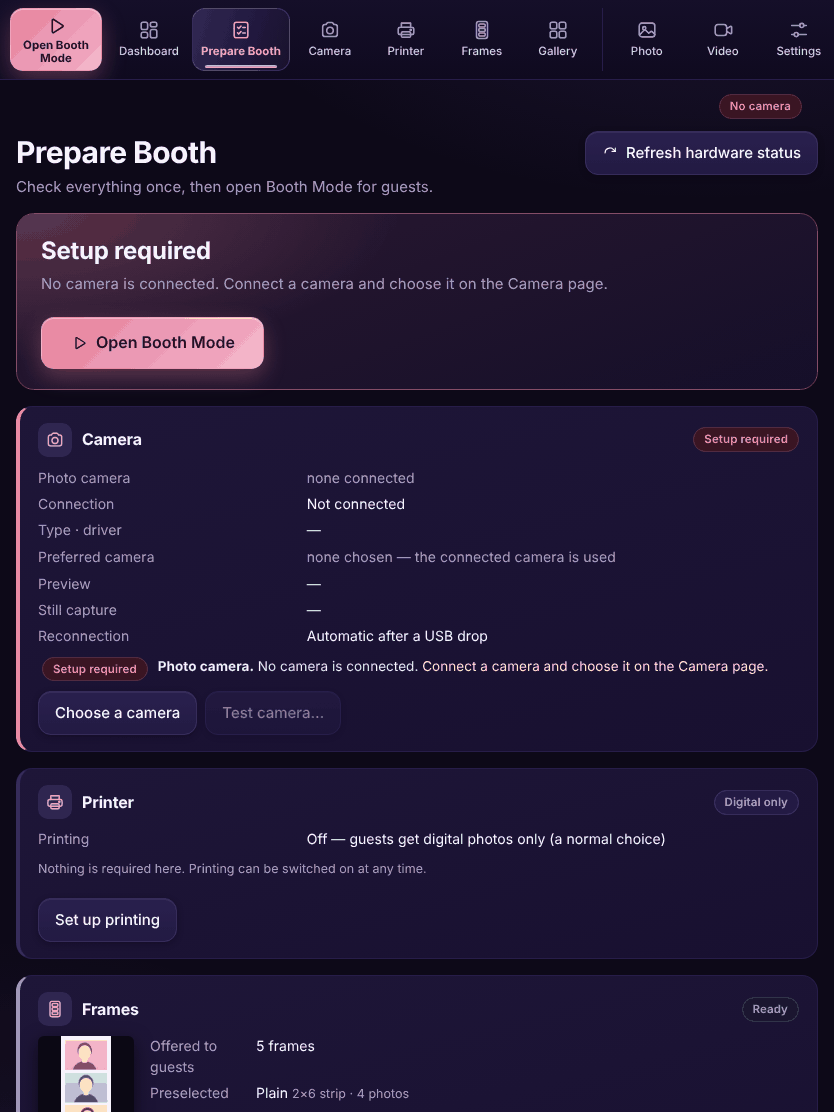 Open Booth
Mode
Dashboard
Prepare Booth
Camera
Printer
Frames
Gallery
Photo
Video
Settings
No camera
Prepare Booth
Refresh hardware status
Check everything once, then open Booth Mode for guests.
Setup required
No camera is connected. Connect a camera and choose it on the Camera page.
Open Booth Mode
Camera
Setup required
Photo camera none connected
Connection Not connected
Type · driver —
Preferred camera none chosen — the connected camera is used
Preview —
Still capture —
Reconnection Automatic after a USB drop
Setup required Photo camera. No camera is connected. Connect a camera and choose it on the Camera page.
Choose a camera
Test camera...
Printer
Digital only
Printing Off — guests get digital photos only (a normal choice)
Nothing is required here. Printing can be switched on at any time.
Set up printing
Frames
Ready
Offered to
guests
5 frames
Preselected Plain 2×6 strip · 4 photos